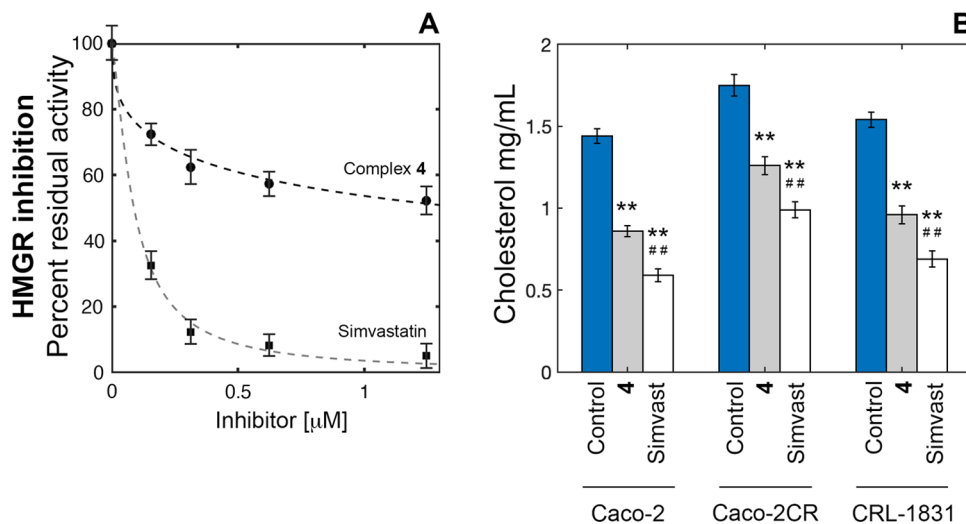 A
HMGR inhibition
Percent residual activity
100
80
60
40
20
0
Complex 4
Simvastatin
0
0.5
1
Inhibitor [μM]
B
Cholesterol mg/mL
2
1.5
1
0.5
0
**
**
##
**
**
##
**
**
##
Control
4
Simvast
Control
4
Simvast
Control
4
Simvast
Caco-2
Caco-2CR
CRL-1831